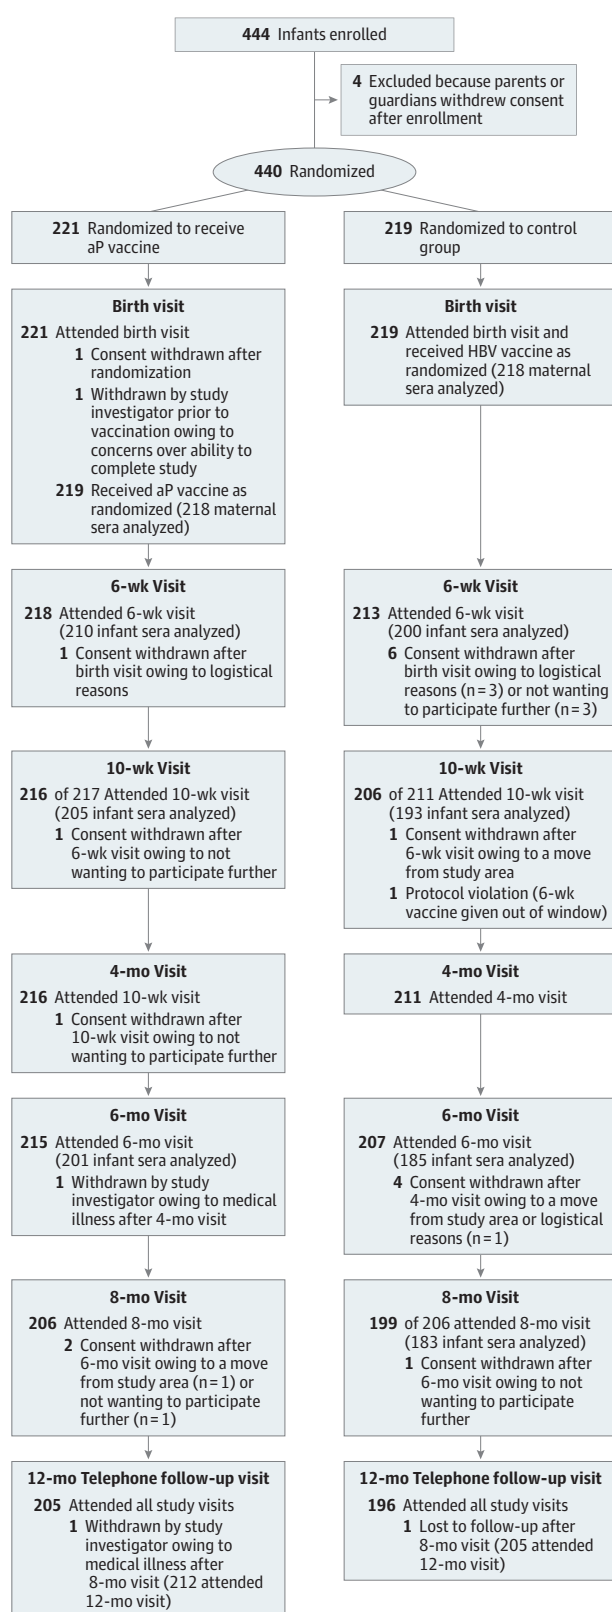 444 Infants enrolled
4 Excluded because parents or
guardians withdrew consent
after enrollment
440 Randomized
221 Randomized to receive
aP vaccine
219 Randomized to control
group
Birth visit
221 Attended birth visit
1 Consent withdrawn after
randomization
1 Withdrawn by study
investigator prior to
vaccination owing to
concerns over ability to
complete study
219 Received aP vaccine as
randomized (218 maternal
sera analyzed)
Birth visit
219 Attended birth visit and
received HBV vaccine as
randomized (218 maternal
sera analyzed)
6-wk Visit
218 Attended 6-wk visit
(210 infant sera analyzed)
1 Consent withdrawn after
birth visit owing to logistical
reasons
6-wk Visit
213 Attended 6-wk visit
(200 infant sera analyzed)
6 Consent withdrawn after
birth visit owing to logistical
reasons (n = 3) or not wanting
to participate further (n = 3)
10-wk Visit
216 of 217 Attended 10-wk visit
(205 infant sera analyzed)
1 Consent withdrawn after
6-wk visit owing to not
wanting to participate further
10-wk Visit
206 of 211 Attended 10-wk visit
(193 infant sera analyzed)
1 Consent withdrawn after
6-wk visit owing to a move
from study area
1 Protocol violation (6-wk
vaccine given out of window)
4-mo Visit
216 Attended 10-wk visit
1 Consent withdrawn after
10-wk visit owing to not
wanting to participate further
4-mo Visit
211 Attended 4-mo visit
6-mo Visit
215 Attended 6-mo visit
(201 infant sera analyzed)
1 Withdrawn by study
investigator owing to medical
illness after 4-mo visit
6-mo Visit
207 Attended 6-mo visit
(185 infant sera analyzed)
4 Consent withdrawn after
4-mo visit owing to a move
from study area or logistical
reasons (n = 1)
8-mo Visit
206 Attended 8-mo visit
2 Consent withdrawn after
6-mo visit owing to a move
from study area (n = 1) or
not wanting to participate
further (n = 1)
8-mo Visit
199 of 206 attended 8-mo visit
(183 infant sera analyzed)
1 Consent withdrawn after
6-mo visit owing to not
wanting to participate
further
12-mo Telephone follow-up visit
205 Attended all study visits
1 Withdrawn by study
investigator owing to
medical illness after
8-mo visit (212 attended
12-mo visit)
12-mo Telephone follow-up visit
196 Attended all study visits
1 Lost to follow-up after
8-mo visit (205 attended
12-mo visit)